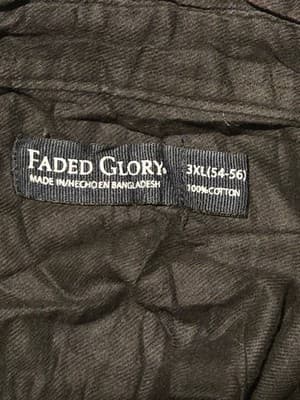 FADED GLORY®
MADE IN/HECHO EN BANGLADESH
3XL(54-56)
100% COTTON